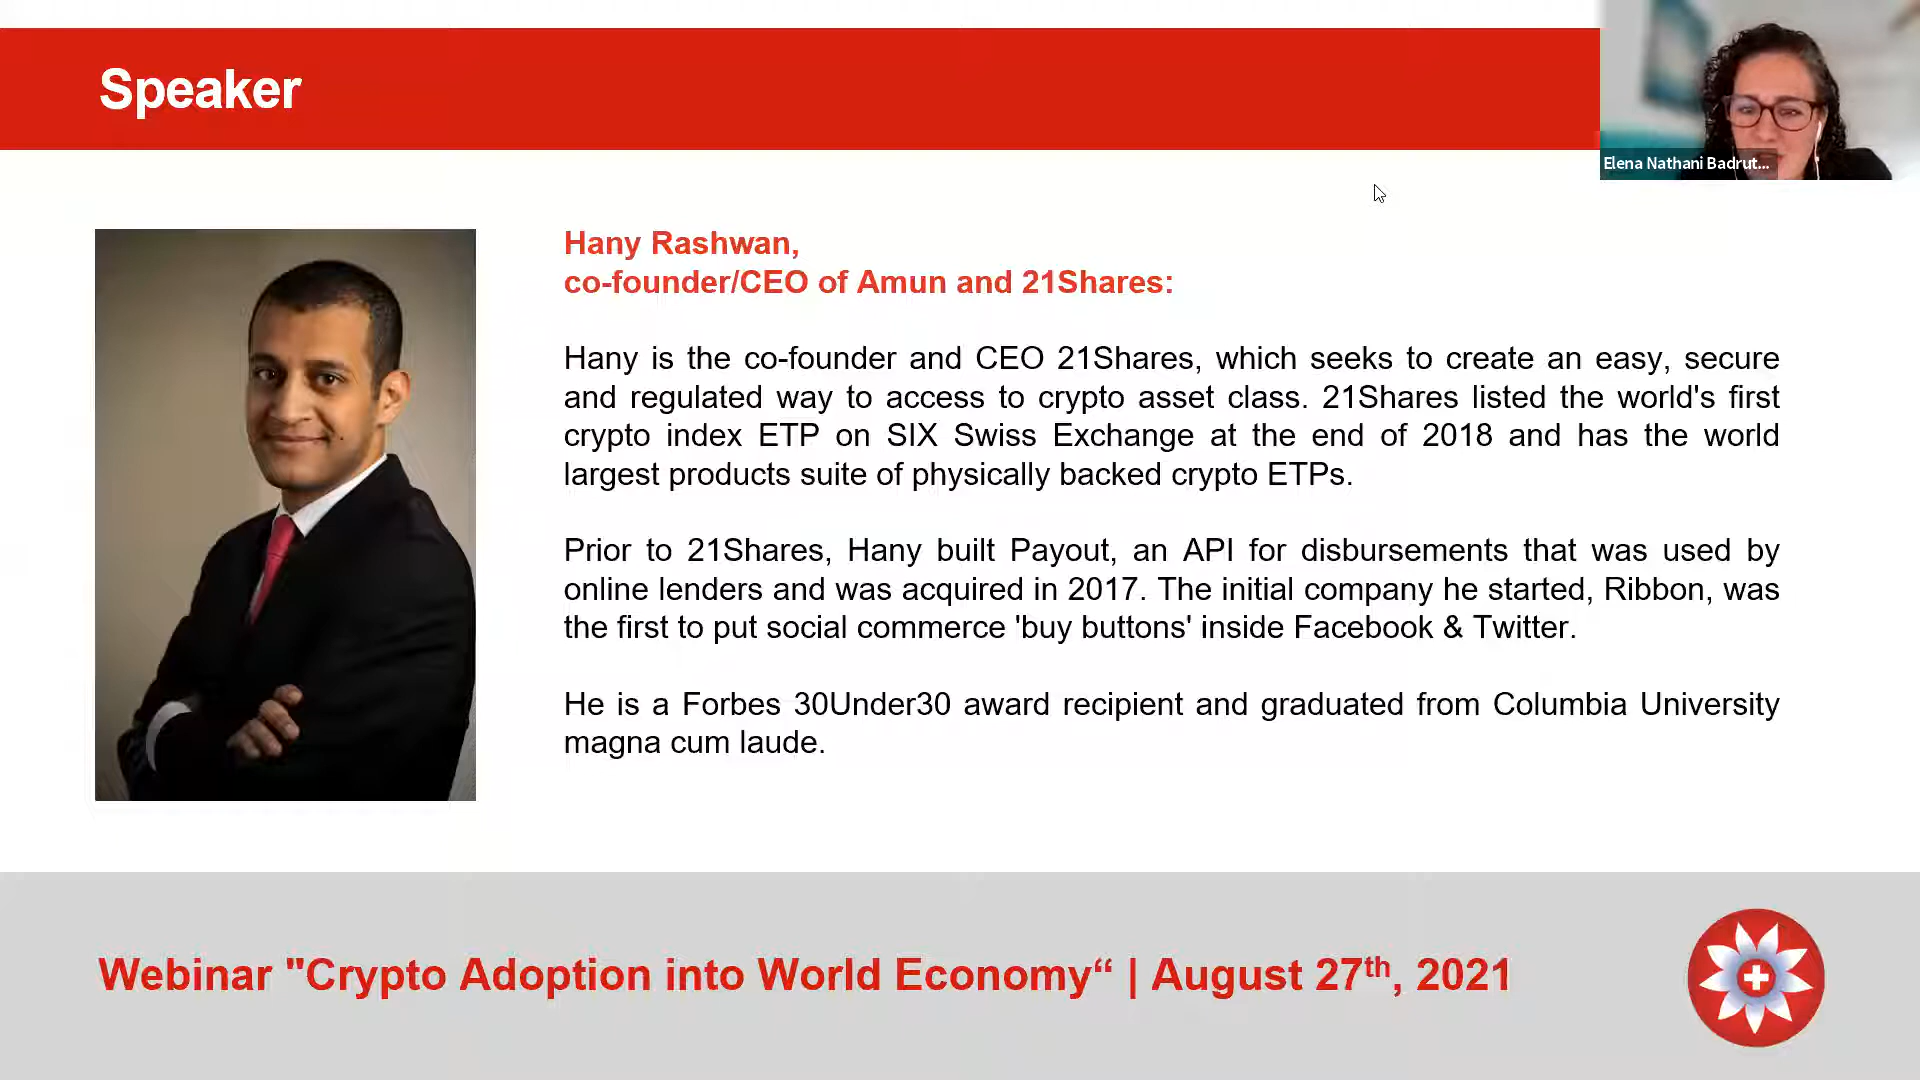 Speaker
Elena Nathani Badrut...
Hany Rashwan,
co-founder/CEO of Amun and 21Shares:
Hany is the co-founder and CEO 21Shares, which seeks to create an easy, secure
and regulated way to access to crypto asset class. 21Shares listed the world's first
crypto index ETP on SIX Swiss Exchange at the end of 2018 and has the world
largest products suite of physically backed crypto ETPs.
Prior to 21Shares, Hany built Payout, an API for disbursements that was used by
online lenders and was acquired in 2017. The initial company he started, Ribbon, was
the first to put social commerce 'buy buttons' inside Facebook & Twitter.
He is a Forbes 30Under30 award recipient and graduated from Columbia University
magna cum laude.
Webinar "Crypto Adoption into World Economy“ | August 27th, 2021